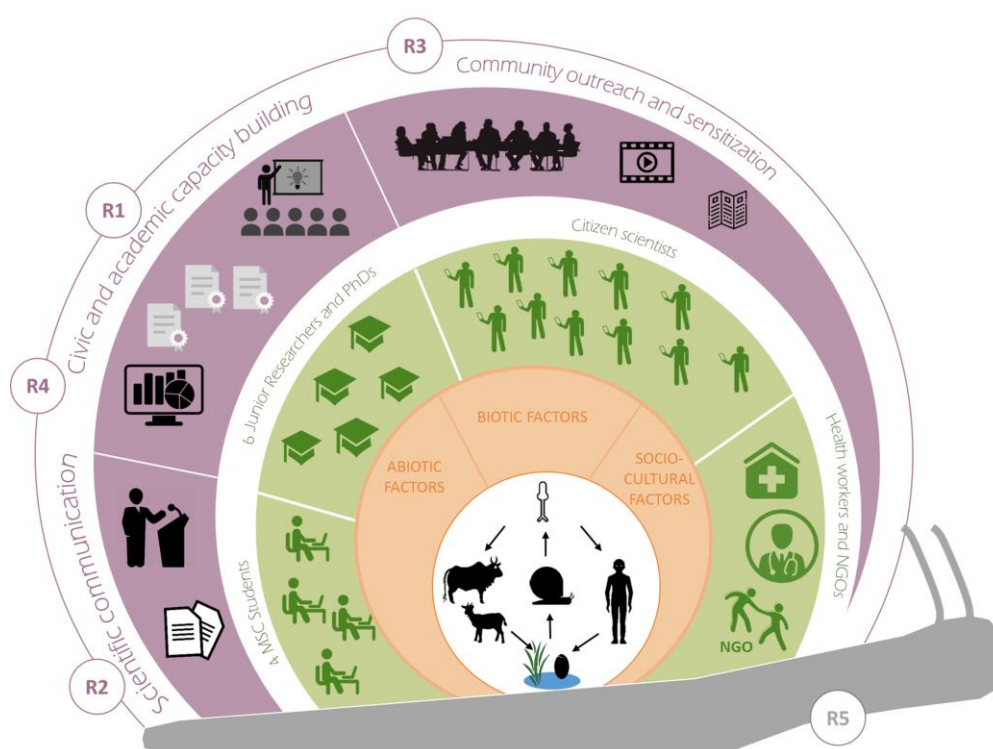 R3
Community outreach and sensitization
Civic and academic capacity building
R1
R4
Scientific communication
R2
Citizen scientists
6 Junior Researchers and PhDs
4 MSC Students
Health workers and NGOs
BIOTIC FACTORS
ABIOTIC
FACTORS
SOCIO-
CULTURAL
FACTORS
NGO
R5